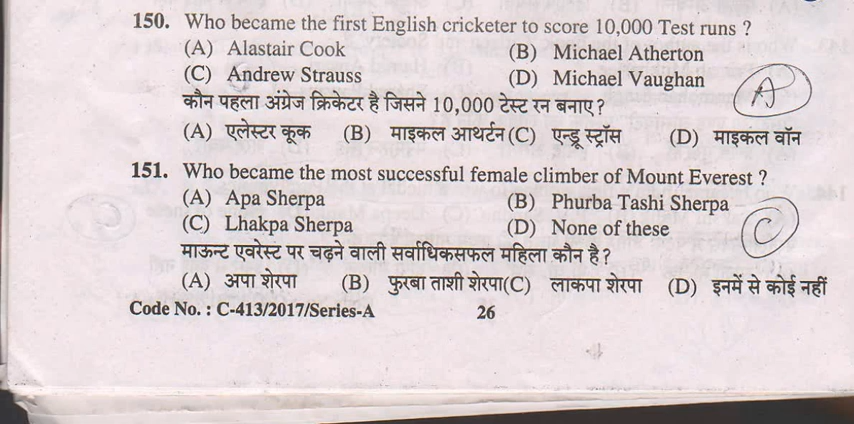 150. Who became the first English cricketer to score 10,000 Test runs ?
(A) Alastair Cook (B) Michael Atherton
(C) Andrew Strauss (D) Michael Vaughan
A
कौन पहला अंग्रेज क्रिकेटर है जिसने 10,000 टेस्ट रन बनाए?
(A) एलेस्टर कूक (B) माइकल आथर्टन (C) एन्ड्रू स्ट्रॉस (D) माइकल वॉन
151. Who became the most successful female climber of Mount Everest ?
(A) Apa Sherpa (B) Phurba Tashi Sherpa
(C) Lhakpa Sherpa (D) None of these
C
माऊन्ट एवरेस्ट पर चढ़ने वाली सर्वाधिकसफल महिला कौन है?
(A) अपा शेरपा (B) फुरबा ताशी शेरपा(C) लाकपा शेरपा (D) इनमें से कोई नहीं
Code No. : C-413/2017/Series-A 26